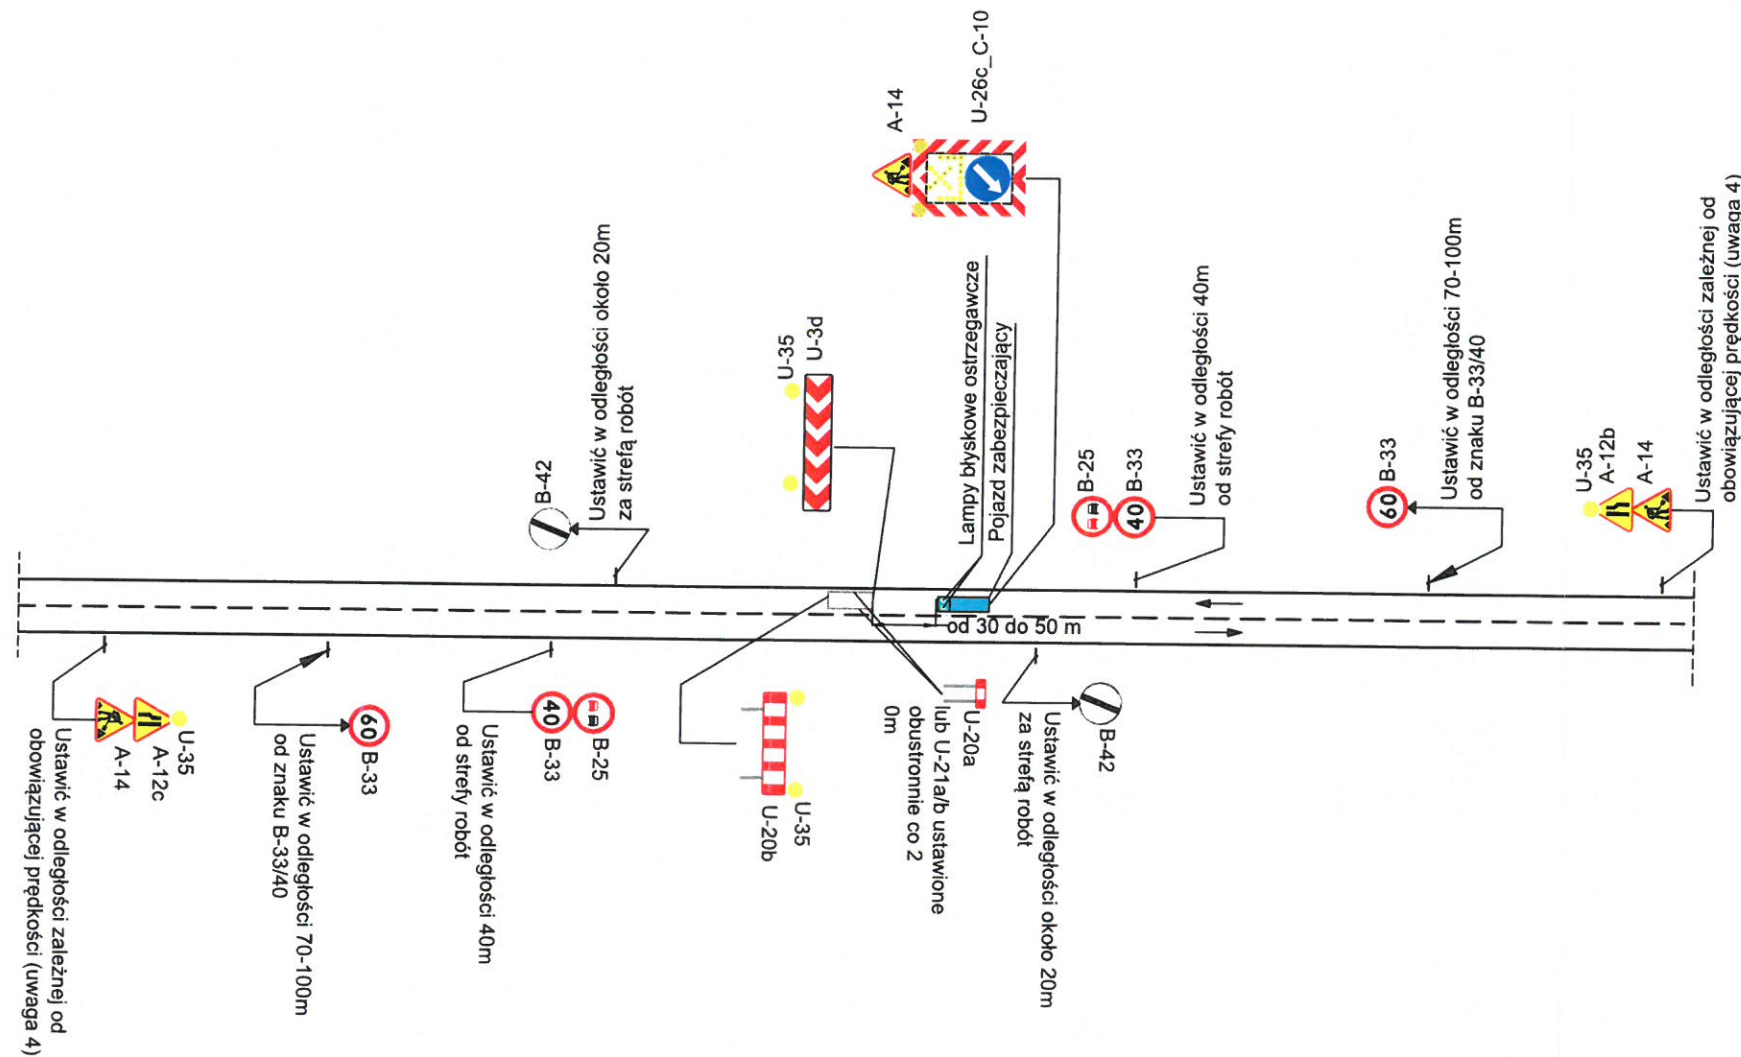 U-26c_C-10
A-14
Ustawić w odległości około 20m
za strefą robót
B-42
U-3d
U-35
Lampy błyskowe ostrzegawcze
Pojazd zabezpieczający
B-25
B-33
40
Ustawić w odległości 40m
od strefy robót
B-33
60
Ustawić w odległości 70-100m
od znaku B-33/40
U-35
A-12b
A-14
Ustawić w odległości zależnej od
obowiązującej prędkości (uwaga 4)
od 30 do 50 m
U-35
A-12c
A-14
Ustawić w odległości zależnej od
obowiązującej prędkości (uwaga 4)
60
B-33
Ustawić w odległości 70-100m
od znaku B-33/40
B-25
40
B-33
Ustawić w odległości 40m
od strefy robót
U-35
U-20b
U-20a
lub U-21a/b ustawione
obustronnie co 2
0m
B-42
Ustawić w odległości około 20m
za strefą robót